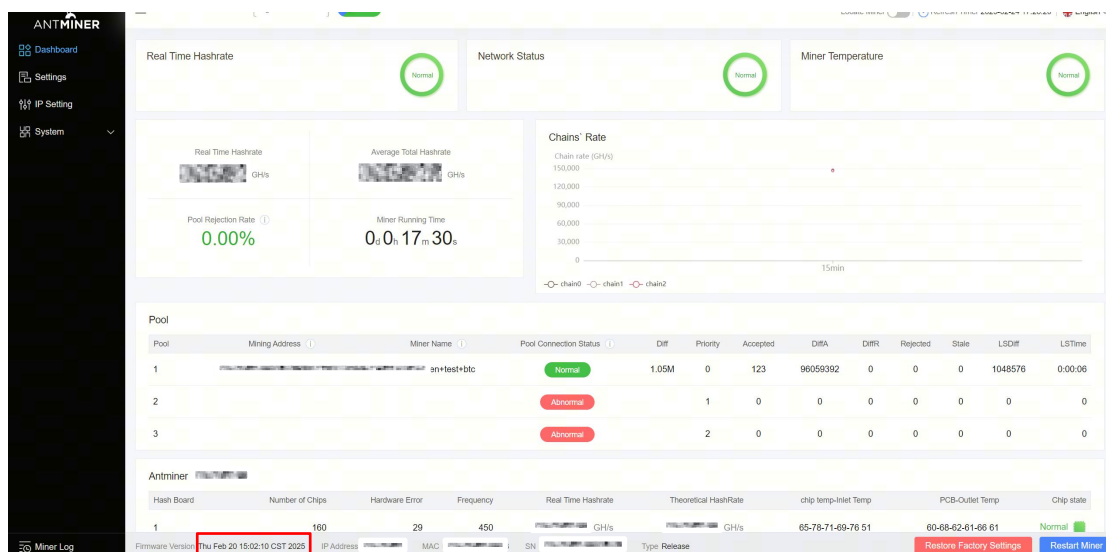 ANTMINER
Dashboard
Settings
IP Setting
System
Miner Log
English
Real Time Hashrate
Normal
Network Status
Normal
Miner Temperature
Normal
Real Time Hashrate
GH/s
Average Total Hashrate
GH/s
Pool Rejection Rate
0.00%
Miner Running Time
0d 0h 17m 30s
Chains` Rate
Chain rate (GH/s)
150,000
120,000
90,000
60,000
30,000
0
15min
chain0 chain1 chain2
Pool
Pool Mining Address Miner Name Pool Connection Status Diff Priority Accepted DiffA DiffR Rejected Stale LSDiff LSTime
1 en+test+btc Normal 1.05M 0 123 96059392 0 0 0 1048576 0:00:06
2 Abnormal 1 0 0 0 0 0 0 0
3 Abnormal 2 0 0 0 0 0 0 0
Antminer
Hash Board Number of Chips Hardware Error Frequency Real Time Hashrate Theoretical HashRate chip temp-Inlet Temp PCB-Outlet Temp Chip state
1 160 29 450 GH/s GH/s 65-78-71-69-76 51 60-68-62-61-66 61 Normal
Firmware Version Thu Feb 20 15:02:10 CST 2025 IP Address MAC SN Type Release Restore Factory Settings Restart Miner